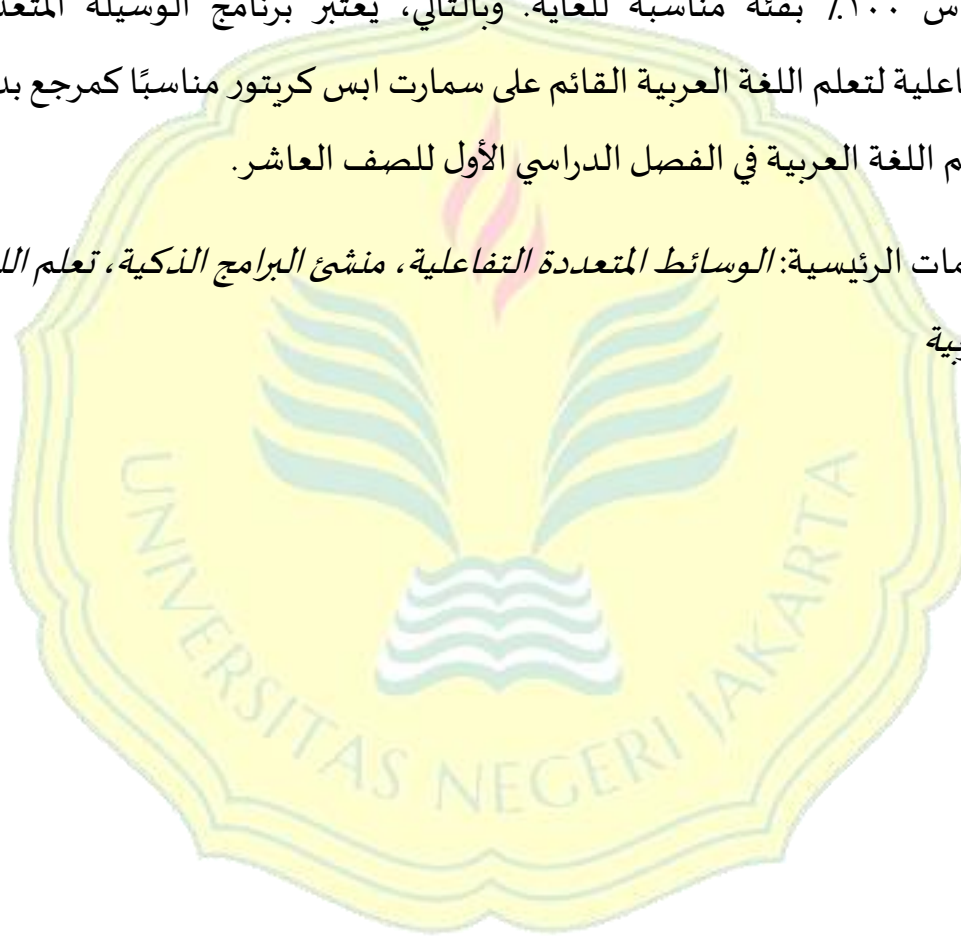 س ١٠٠٪ بفئة مناسبة للغاية. وبالتالي، يعتبر برنامج الوسيلة المتعد
اعلية لتعلم اللغة العربية القائم على سمارت ابس كريتور مناسبًا كمرجع بد
م اللغة العربية في الفصل الدراسي الأول للصف العاشر.
مات الرئيسية: الوسائط المتعددة التفاعلية، منشئ البرامج الذكية، تعلم الل
بية
UNIVERSITAS NEGERI JAKARTA